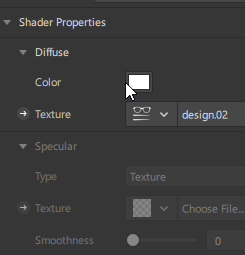 Shader Properties
Diffuse
Color
Texture design.02
Specular
Type Texture
Texture Choose File...
Smoothness 0